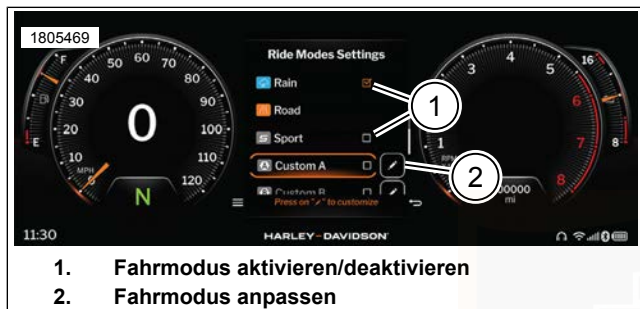 1805469
Ride Modes Settings
Rain
Road
Sport
Custom A
Custom B
Press on "✓" to customize
F
E
10
20
30
40
50
60
70
80
90
100
110
120
MPH
0
N
1
3
4
5
6
7
8
RPM
16
8
00000
mi
1
2
11:30
HARLEY-DAVIDSON
1. Fahrmodus aktivieren/deaktivieren
2. Fahrmodus anpassen